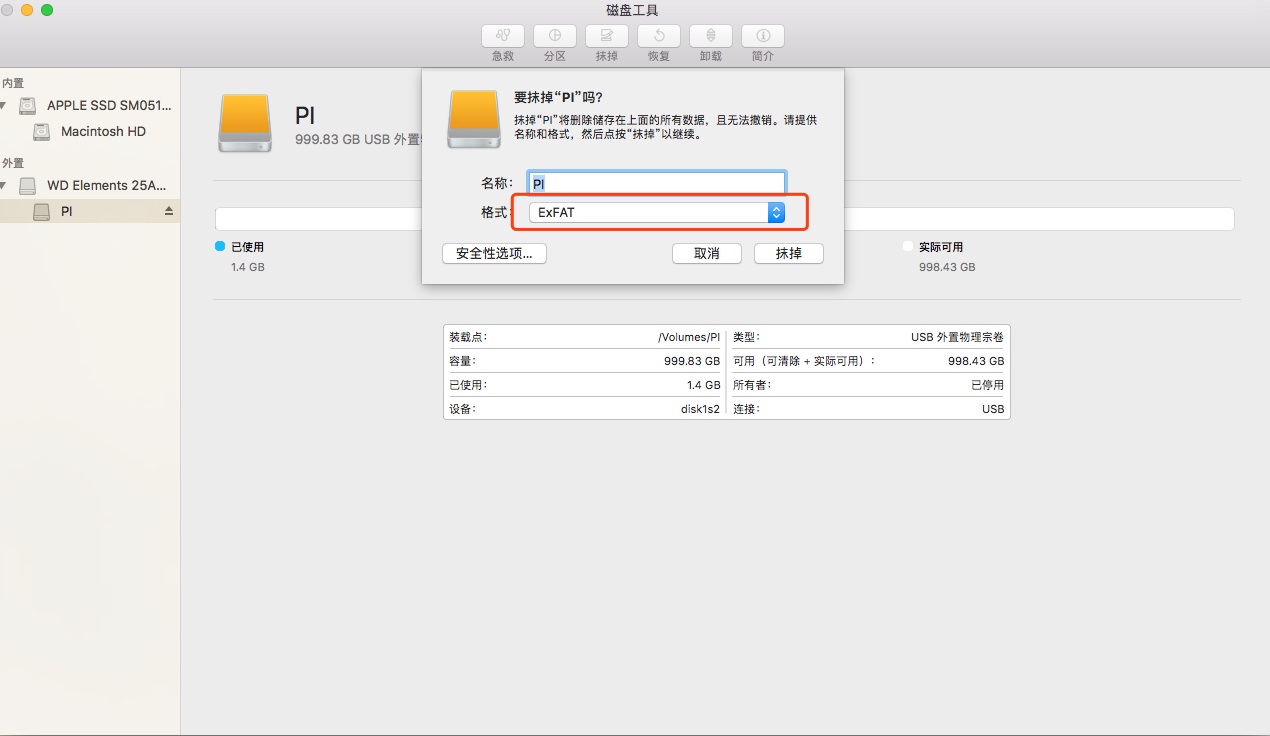 磁盘工具
急救
分区
抹掉
恢复
卸载
简介
内置
APPLE SSD SM051...
Macintosh HD
外置
WD Elements 25A...
PI
PI
999.83 GB USB 外置
要抹掉“PI”吗?
抹掉“PI”将删除储存在上面的所有数据，且无法撤销。请提供
名称和格式，然后点按“抹掉”以继续。
名称: PI
格式: ExFAT
安全性选项...
取消
抹掉
已使用
1.4 GB
实际可用
998.43 GB
装载点: /Volumes/PI
容量: 999.83 GB
已使用: 1.4 GB
设备: disk1s2
类型: USB 外置物理宗卷
可用（可清除 + 实际可用）: 998.43 GB
所有者: 已停用
连接: USB